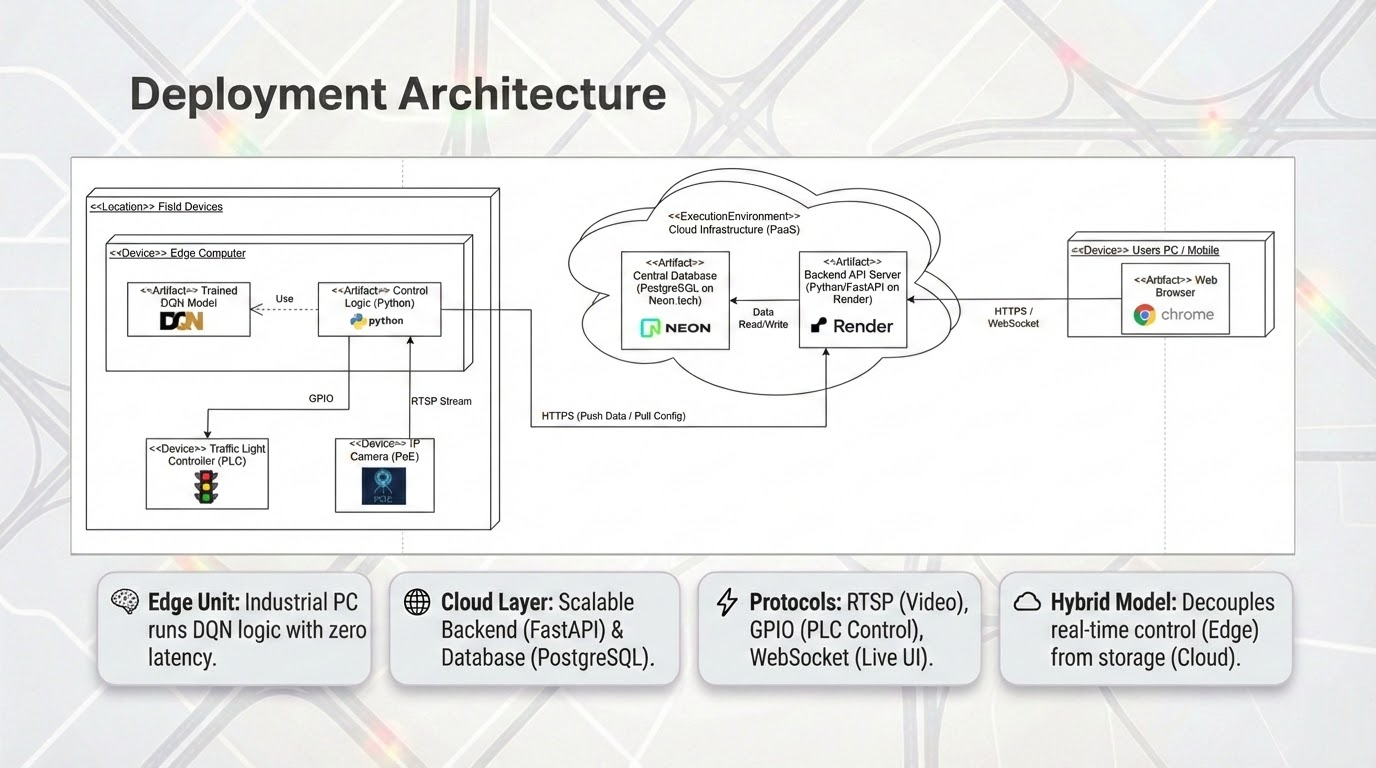 Deployment Architecture
<<Location>> Fisld Devices
<<Device>> Edge Computer
<<Artifact>> Trained
DQN Model
DQN
Use
<<Artifact>> Control
Logic (Python)
python
GPIO
RTSP Stream
<<Device>> Traffic Light
Controiler (PLC)
<<Device>> IP
Camera (PeE)
HTTPS (Push Data / Pull Config)
<<ExecutionEnvironment>>
Cloud Infrastructure (PaaS)
<<Artifact>>
Central Database
(PostgreSGL on
Neon.tech)
NEON
Data
Read/Write
<<Artifact>>
Backend API Server
(Pythan/FastAPI on
Render)
Render
HTTPS /
WebSocket
<<Device>> Users PC / Mobile
<<Artifact>> Web
Browser
chrome
Edge Unit: Industrial PC
runs DQN logic with zero
latency.
Cloud Layer: Scalable
Backend (FastAPI) &
Database (PostgreSQL).
Protocols: RTSP (Video),
GPIO (PLC Control),
WebSocket (Live UI).
Hybrid Model: Decouples
real-time control (Edge)
from storage (Cloud).